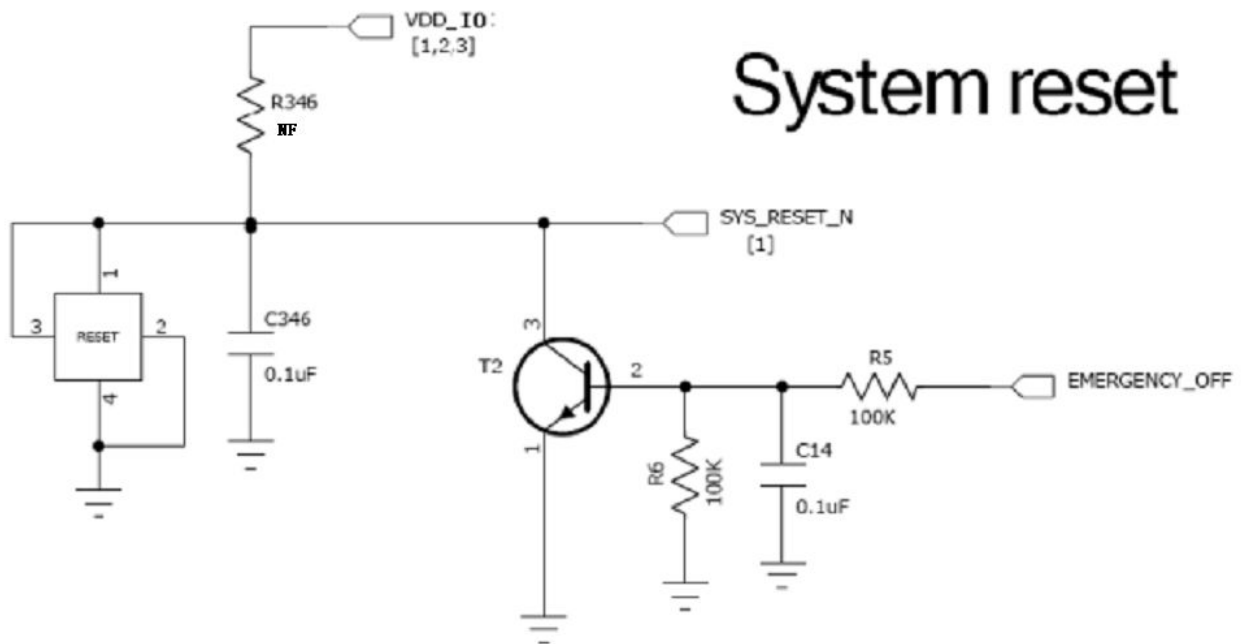 VDD_IO:
[1,2,3]
System reset
R346
NF
SYS_RESET_N
[1]
1
3
RESET
2
4
C346
0.1uF
3
T2
2
1
R5
100K
EMERGENCY_OFF
R6
100K
C14
0.1uF